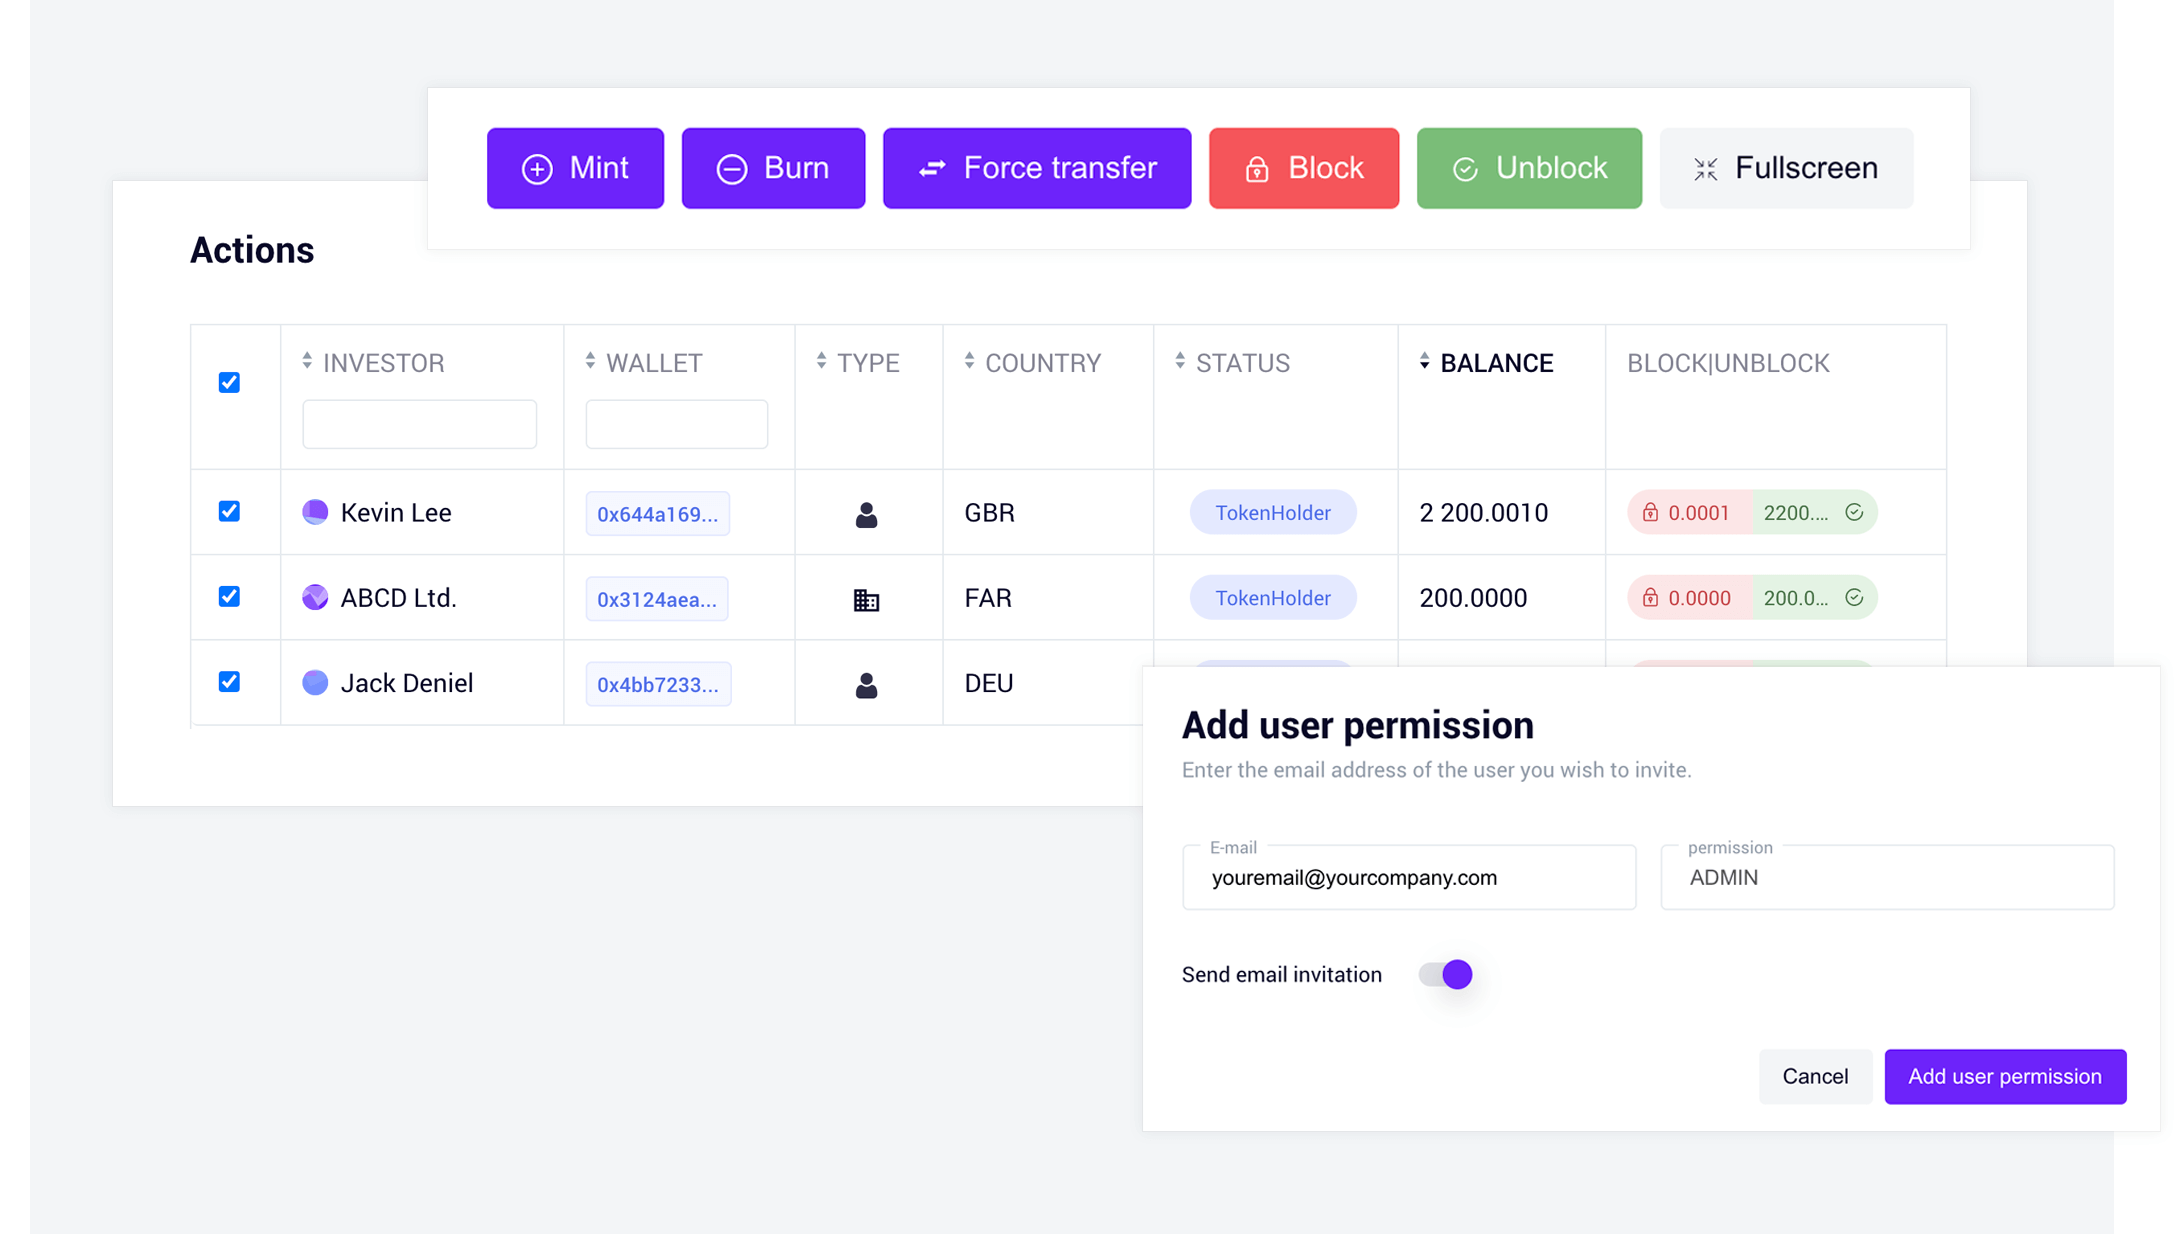 Mint Burn Force transfer Block Unblock Fullscreen
Actions
INVESTOR WALLET TYPE COUNTRY STATUS BALANCE BLOCK|UNBLOCK
Kevin Lee 0x644a169... GBR TokenHolder 2 200.0010 0.0001 2200....
ABCD Ltd. 0x3124aea... FAR TokenHolder 200.0000 0.0000 200.0...
Jack Deniel 0x4bb7233... DEU
Add user permission
Enter the email address of the user you wish to invite.
E-mail permission
youremail@yourcompany.com ADMIN
Send email invitation
Cancel Add user permission